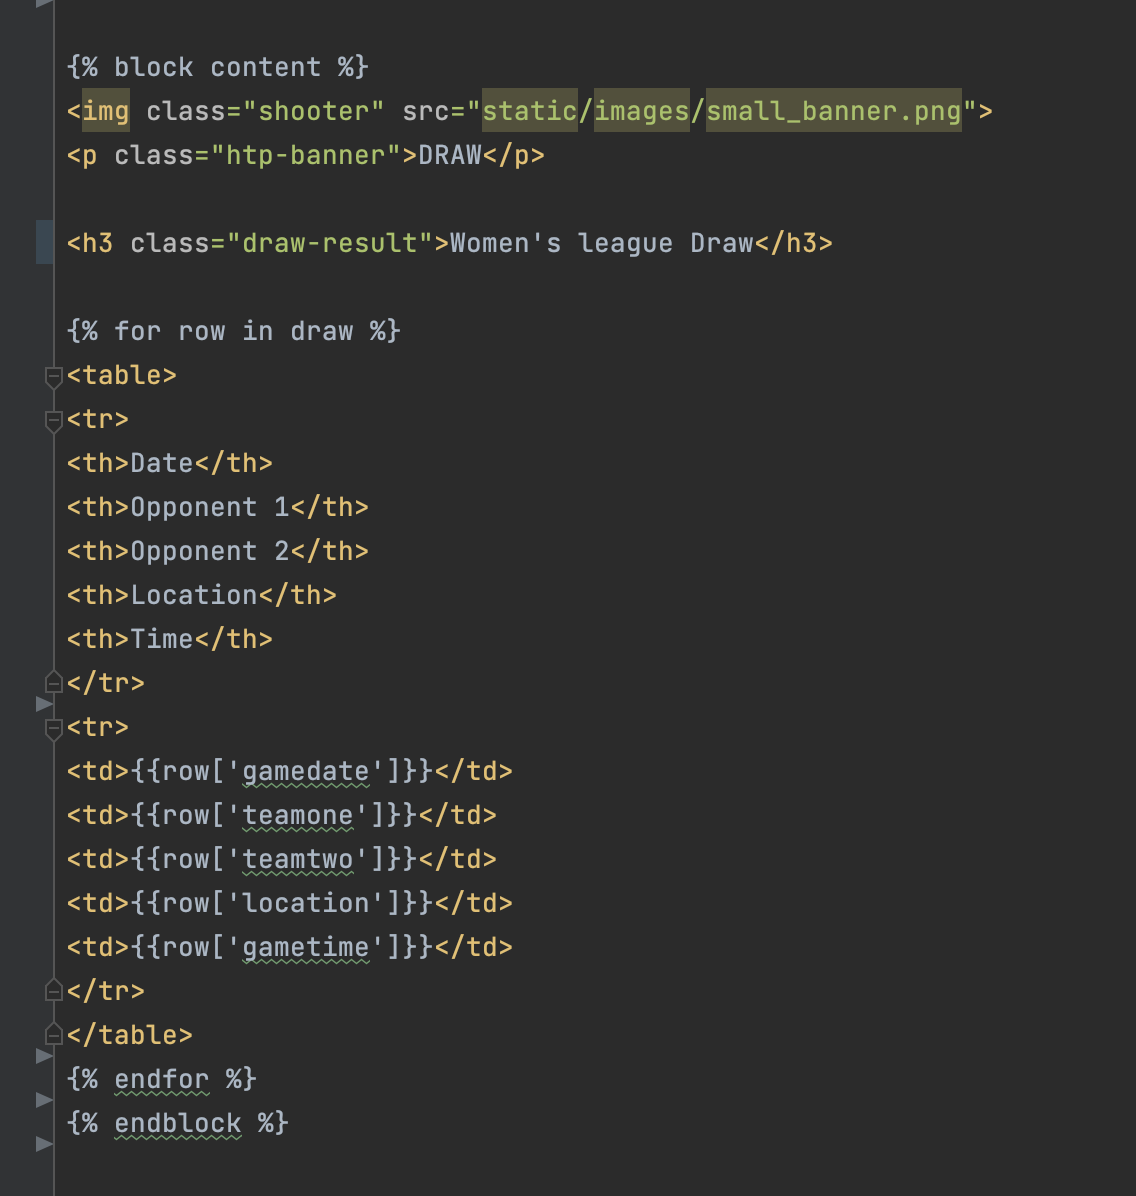 {% block content %}
<img class="shooter" src="static/images/small_banner.png">
<p class="htp-banner">DRAW</p>
<h3 class="draw-result">Women's league Draw</h3>
{% for row in draw %}
<table>
<tr>
<th>Date</th>
<th>Opponent 1</th>
<th>Opponent 2</th>
<th>Location</th>
<th>Time</th>
</tr>
<tr>
<td>{{row['gamedate']}}</td>
<td>{{row['teamone']}}</td>
<td>{{row['teamtwo']}}</td>
<td>{{row['location']}}</td>
<td>{{row['gametime']}}</td>
</tr>
</table>
{% endfor %}
{% endblock %}